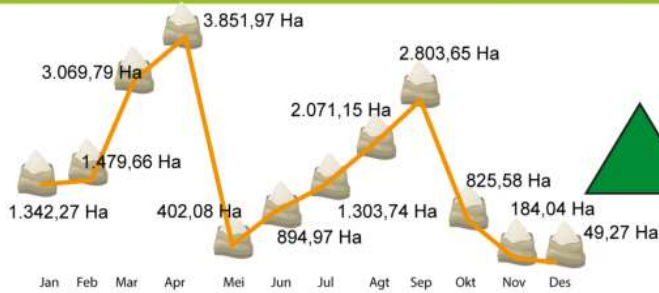 3.851,97 Ha
2.803,65 Ha
3.069,79 Ha
2.071,15 Ha
1.479,66 Ha
825,58 Ha
1.342,27 Ha
402,08 Ha
1.303,74 Ha
184,04 Ha
894,97 Ha
49,27 Ha
Jan Feb Mar Apr Mei Jun Jul Agt Sep Okt Nov Des